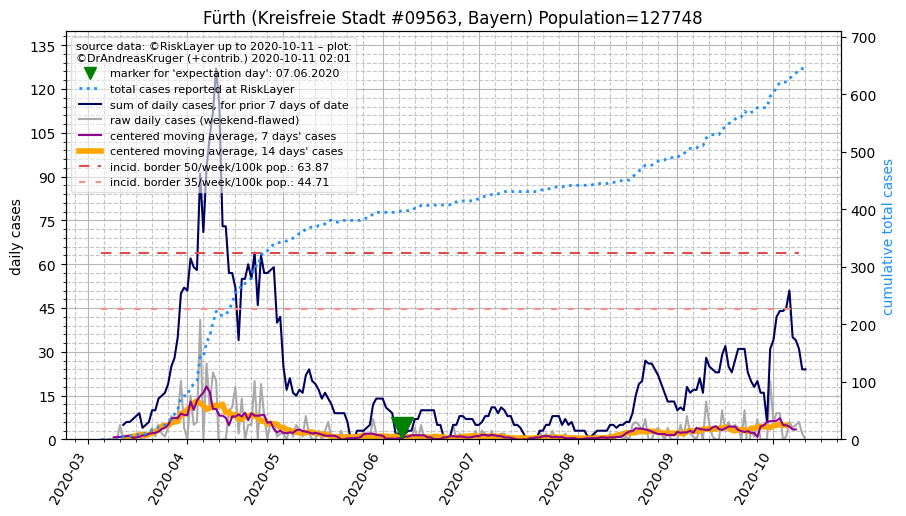 Fürth (Kreisfreie Stadt #09563, Bayern) Population=127748
source data: ©RiskLayer up to 2020-10-11 – plot:
©DrAndreasKruger (+contrib.) 2020-10-11 02:01
marker for 'expectation day': 07.06.2020
total cases reported at RiskLayer
sum of daily cases, for prior 7 days of date
raw daily cases (weekend-flawed)
centered moving average, 7 days' cases
centered moving average, 14 days' cases
incid. border 50/week/100k pop.: 63.87
incid. border 35/week/100k pop.: 44.71
daily cases
135
120
105
90
75
60
45
30
15
0
cumulative total cases
700
600
500
400
300
200
100
0
2020-03
2020-04
2020-05
2020-06
2020-07
2020-08
2020-09
2020-10